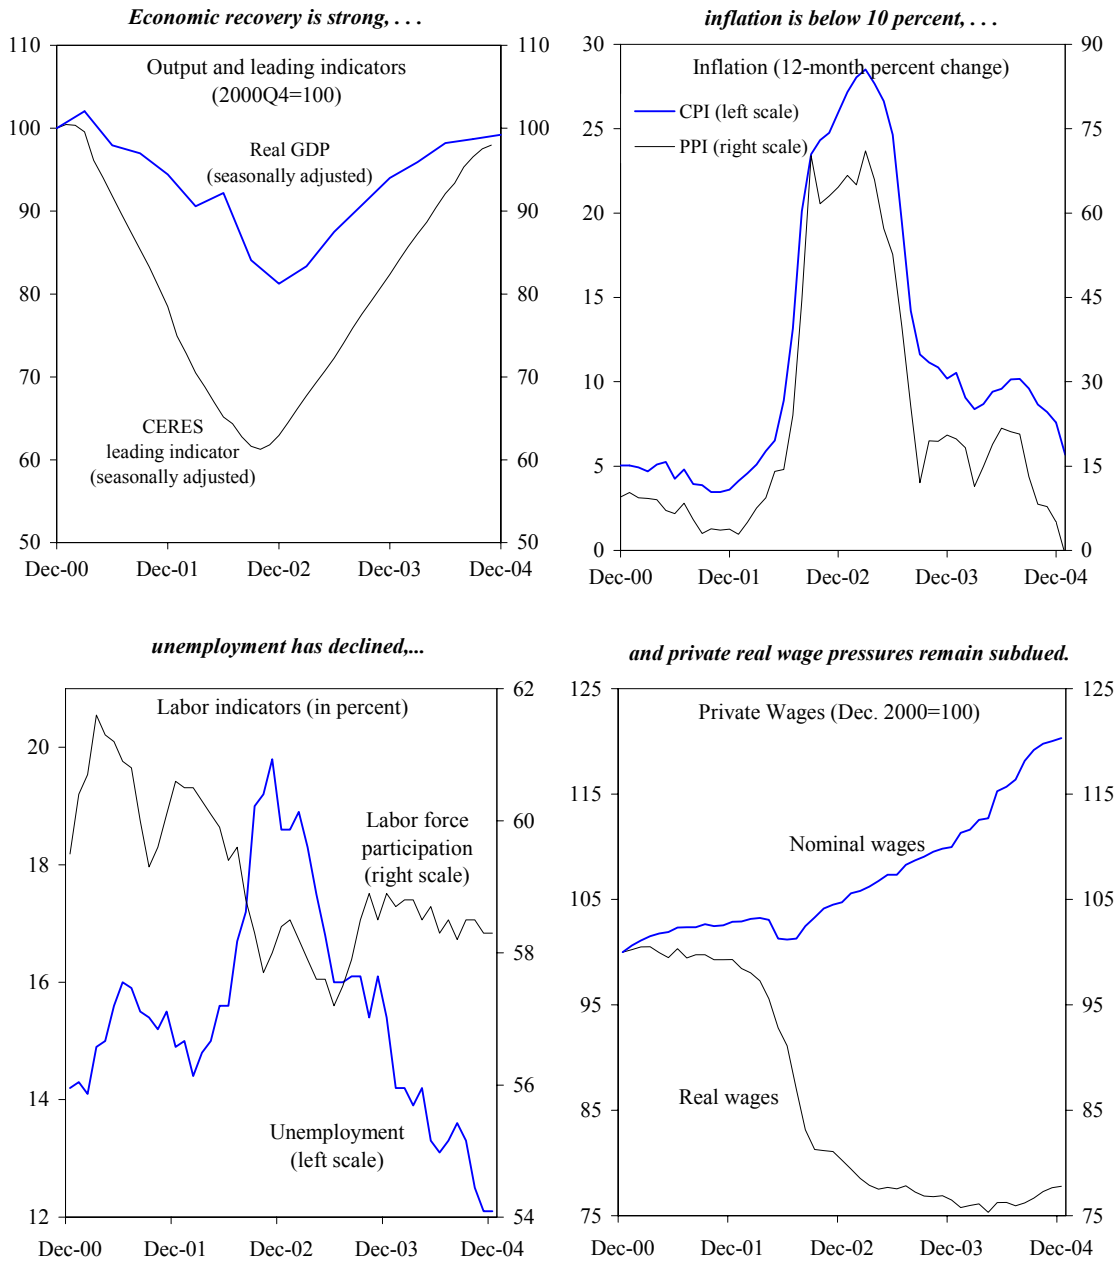 Economic recovery is strong, . . .
Output and leading indicators
(2000Q4=100)
110
100
90
80
70
60
50
110
100
90
80
70
60
50
Real GDP
(seasonally adjusted)
CERES
leading indicator
(seasonally adjusted)
Dec-00 Dec-01 Dec-02 Dec-03 Dec-04
inflation is below 10 percent, . . .
Inflation (12-month percent change)
CPI (left scale)
PPI (right scale)
30
25
20
15
10
5
0
90
75
60
45
30
15
0
Dec-00 Dec-01 Dec-02 Dec-03 Dec-04
unemployment has declined,...
Labor indicators (in percent)
20
18
16
14
12
62
60
58
56
54
Labor force
participation
(right scale)
Unemployment
(left scale)
Dec-00 Dec-01 Dec-02 Dec-03 Dec-04
and private real wage pressures remain subdued.
Private Wages (Dec. 2000=100)
125
115
105
95
85
75
125
115
105
95
85
75
Nominal wages
Real wages
Dec-00 Dec-01 Dec-02 Dec-03 Dec-04